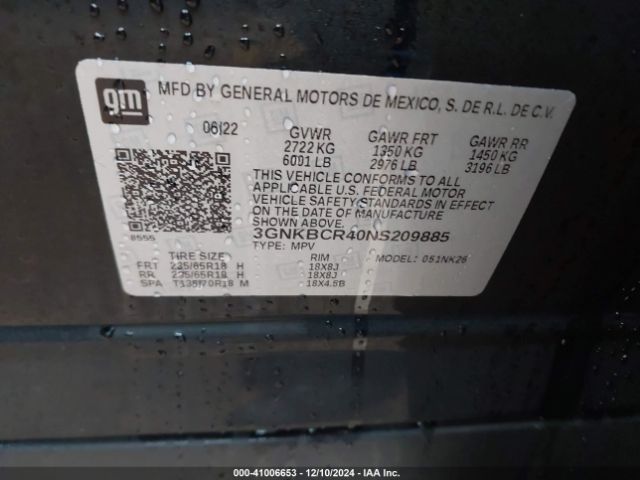 gm
MFD BY GENERAL MOTORS DE MEXICO, S. DE R.L. DE C.V.
06/22 GVWR GAWR FRT GAWR RR
2722 KG 1350 KG 1450 KG
6001 LB 2976 LB 3196 LB
THIS VEHICLE CONFORMS TO ALL
APPLICABLE U.S. FEDERAL MOTOR
VEHICLE SAFETY STANDARDS IN EFFECT
ON THE DATE OF MANUFACTURE
SHOWN ABOVE.
3GNKBCR40NS209885
8555 TYPE: MPV MODEL: 051NK26
TIRE SIZE RIM
FRT 235/65R18 H 18X8J
RR 235/65R18 H 18X8J
SPA T135/70R18 M 18X4.5B
000-41006653 - 12/10/2024 - IAAI.COM